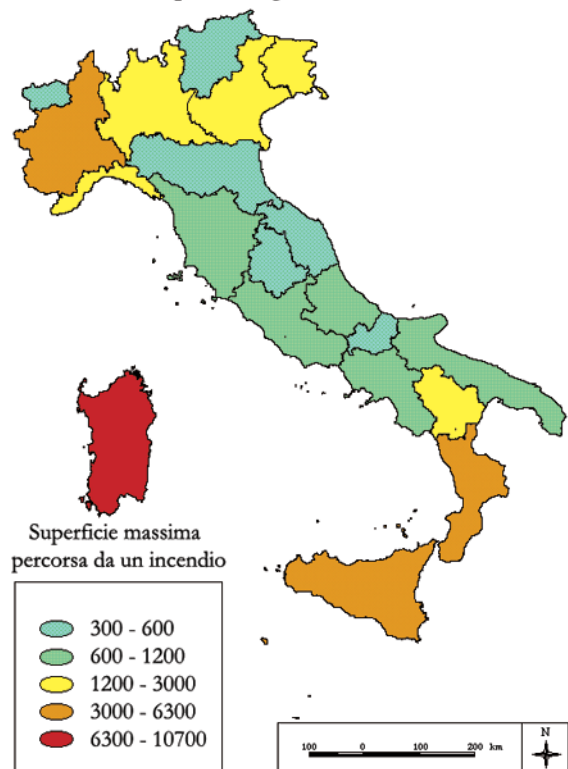 Superficie massima
percorsa da un incendio
300 - 600
600 - 1200
1200 - 3000
3000 - 6300
6300 - 10700
100 0 100 200 km
N